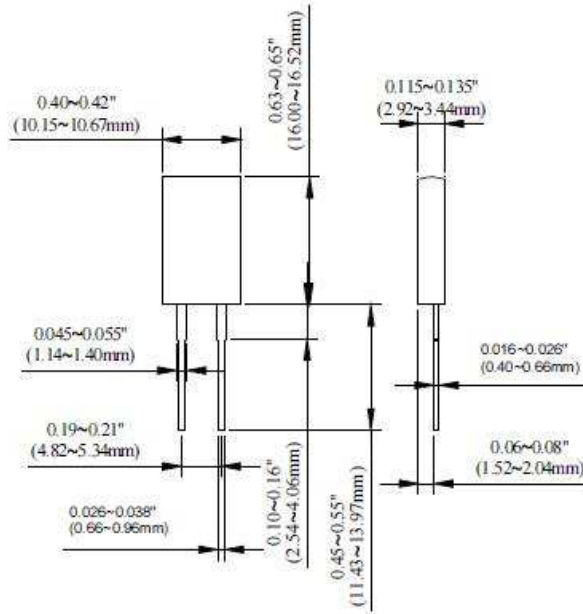 0.40~0.42"
(10.15~10.67mm)
0.63~0.65"
(16.00~16.52mm)
0.115~0.135"
(2.92~3.44mm)
0.045~0.055"
(1.14~1.40mm)
0.016~0.026"
(0.40~0.66mm)
0.19~0.21"
(4.82~5.34mm)
0.06~0.08"
(1.52~2.04mm)
0.026~0.038"
(0.66~0.96mm)
0.10~0.16"
(2.54~4.06mm)
0.45~0.55"
(11.43~13.97mm)